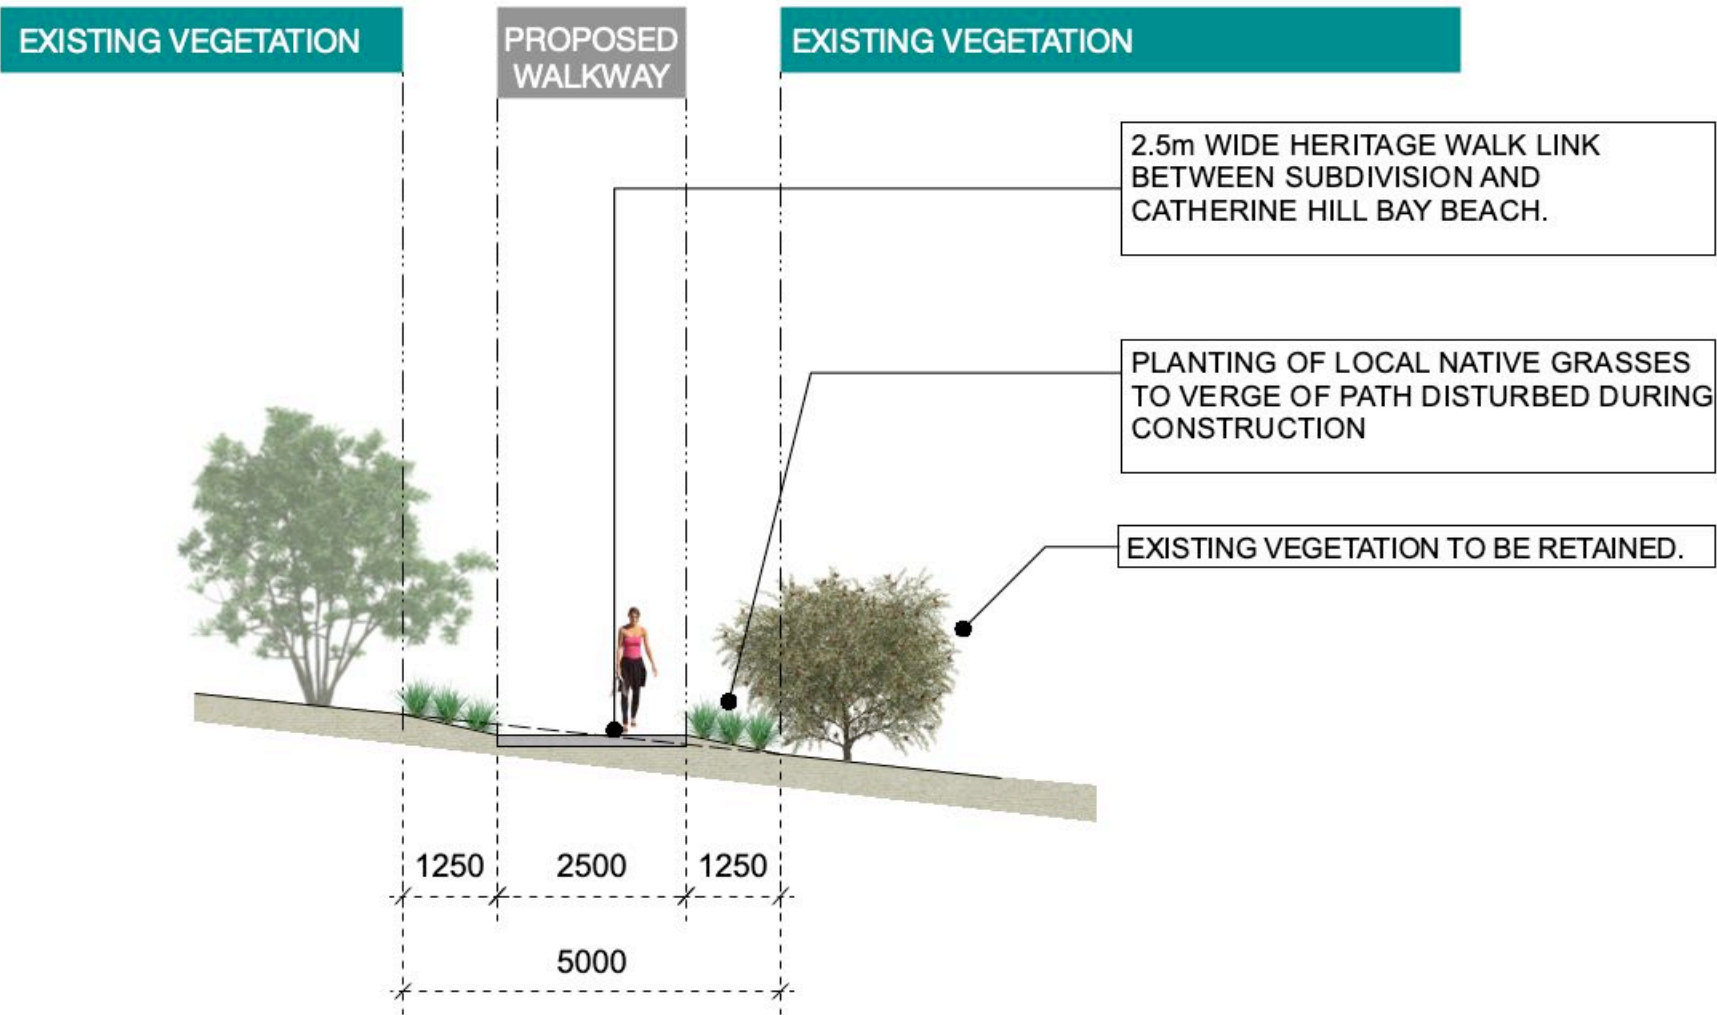 EXISTING VEGETATION
PROPOSED
WALKWAY
EXISTING VEGETATION
2.5m WIDE HERITAGE WALK LINK
BETWEEN SUBDIVISION AND
CATHERINE HILL BAY BEACH.
PLANTING OF LOCAL NATIVE GRASSES
TO VERGE OF PATH DISTURBED DURING
CONSTRUCTION
EXISTING VEGETATION TO BE RETAINED.
1250
2500
1250
5000